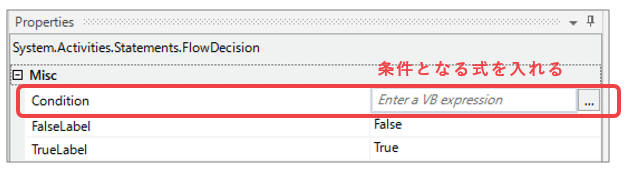 Properties
System.Activities.Statements.FlowDecision
Misc
条件となる式を入れる
Condition Enter a VB expression ...
FalseLabel False
TrueLabel True